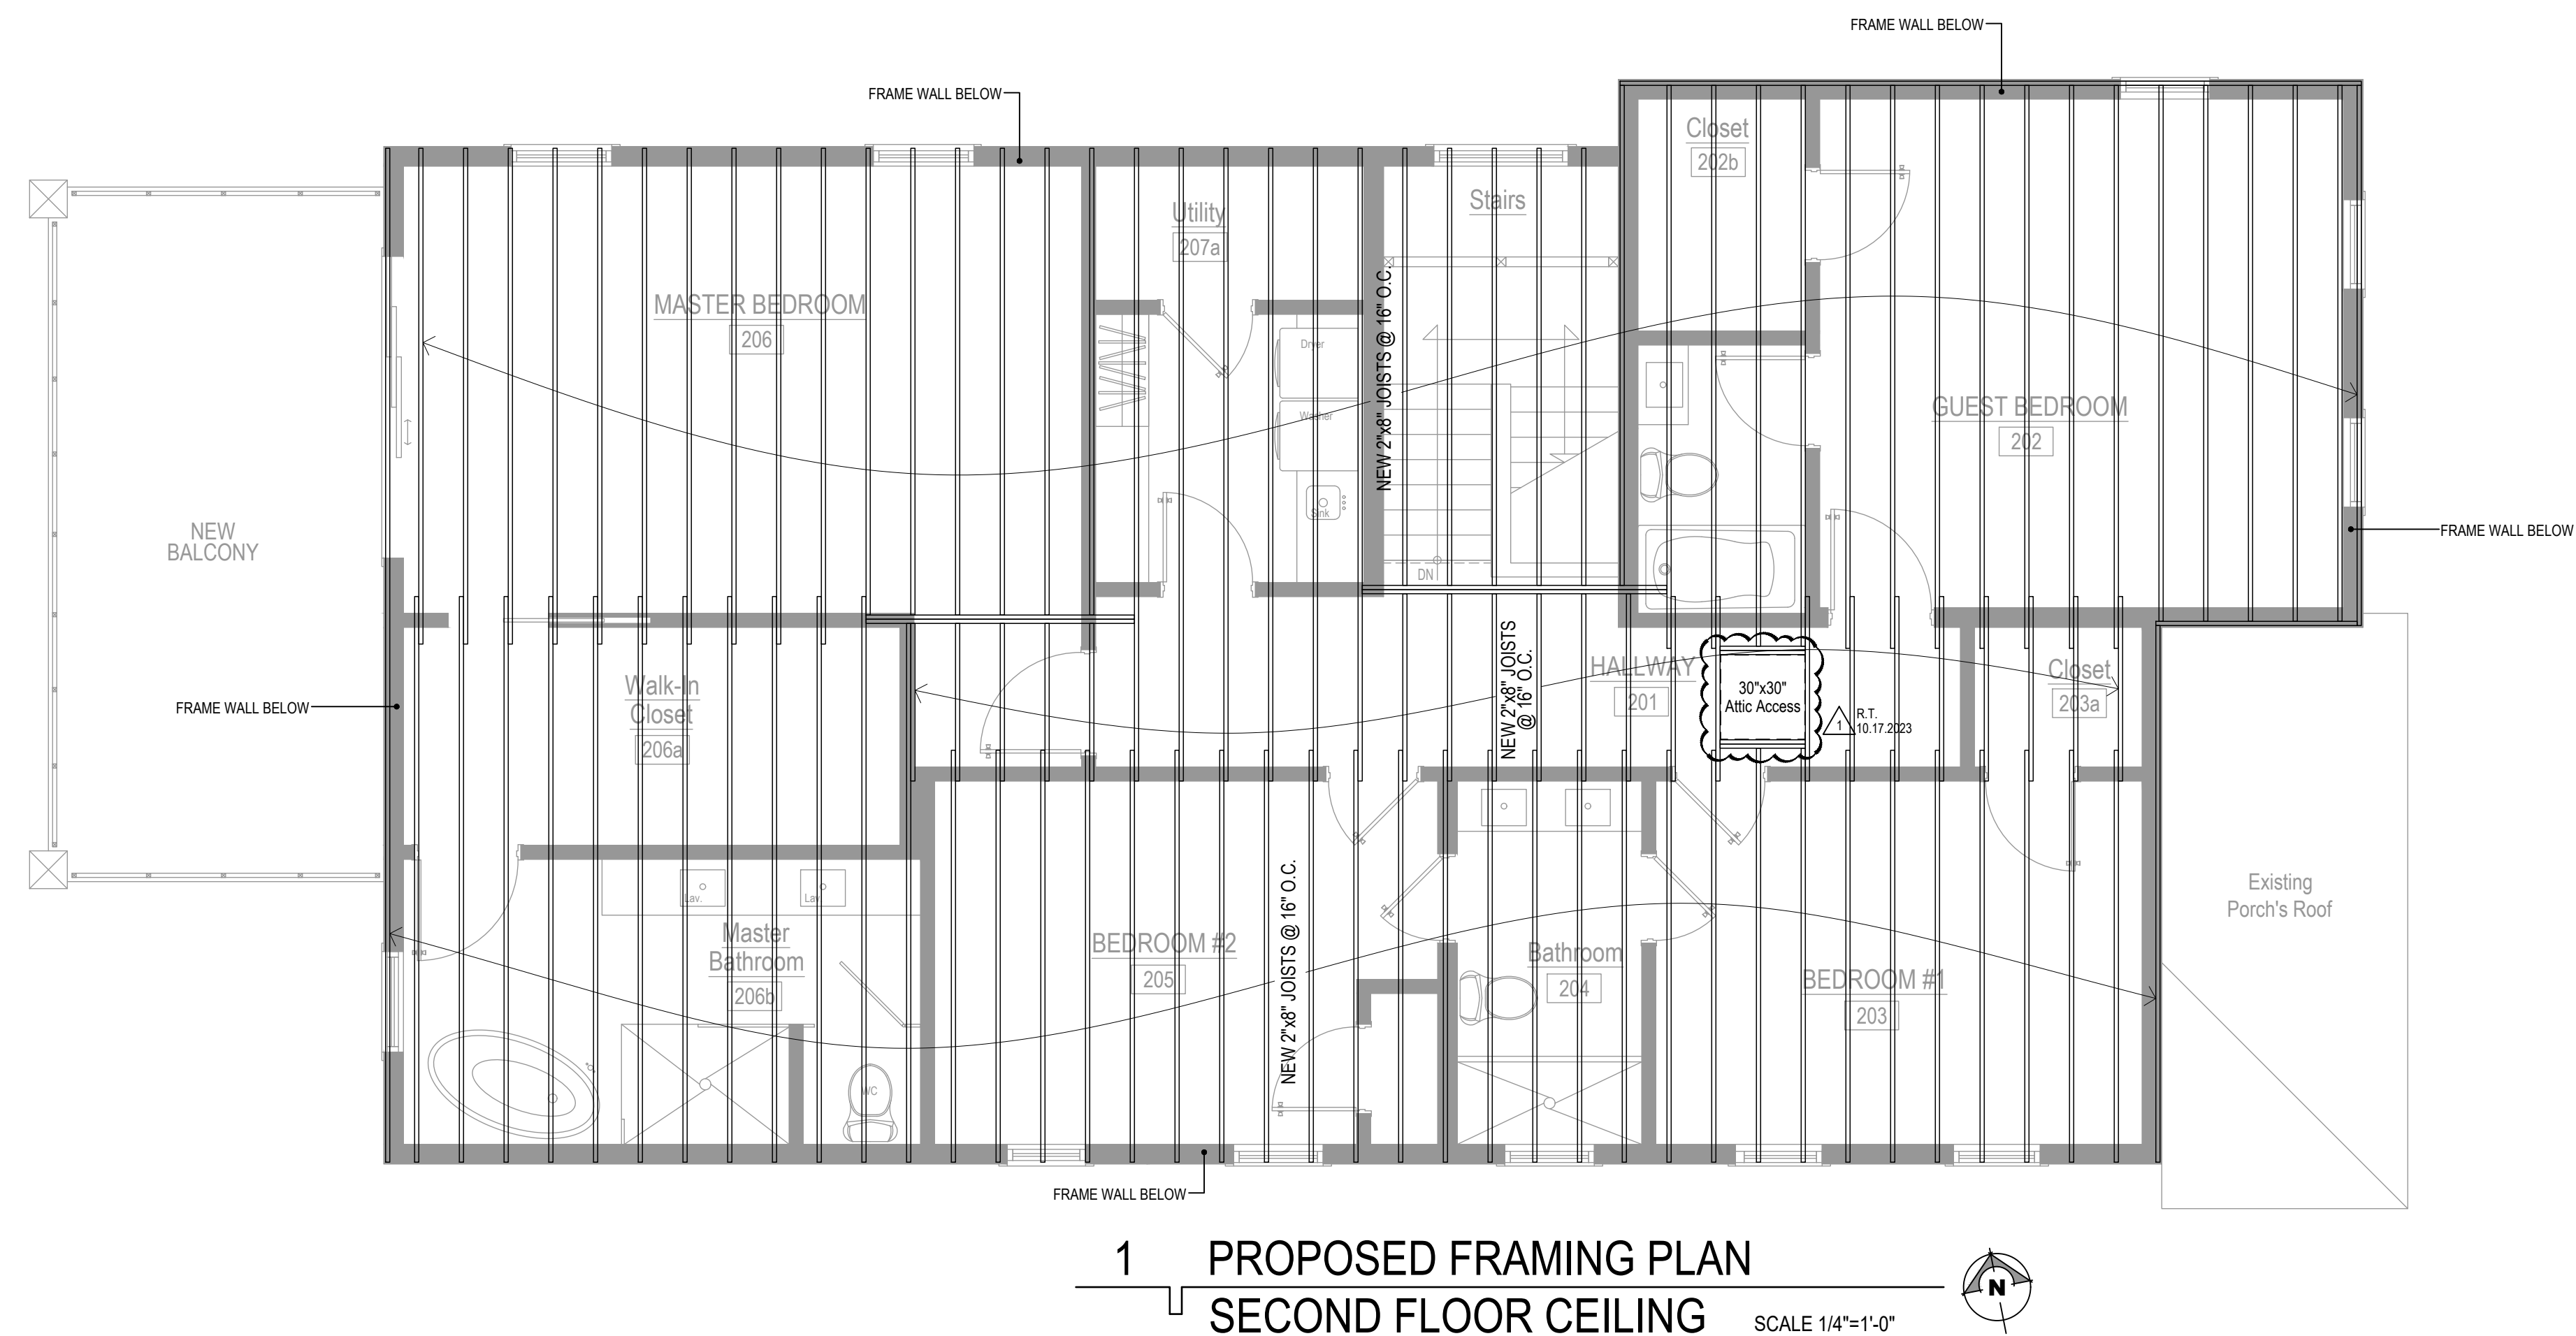 FRAME WALL BELOW
FRAME WALL BELOW
Closet
202b
Stairs
Utility
207a
MASTER BEDROOM
206
NEW 2"x8" JOISTS @ 16" O.C.
Dryer
Washer
Sink
GUEST BEDROOM
202
NEW
BALCONY
FRAME WALL BELOW
DN
Walk-In
Closet
206a
FRAME WALL BELOW
NEW 2"x8" JOISTS
@ 16" O.C.
HALLWAY
201
30"x30"
Attic Access
1
R.T.
10.17.2023
Closet
203a
Lav.
Lav.
Master
Bathroom
206b
WC
BEDROOM #2
205
NEW 2"x8" JOISTS @ 16" O.C.
Bathroom
204
BEDROOM #1
203
Existing
Porch's Roof
FRAME WALL BELOW
1 PROPOSED FRAMING PLAN
SECOND FLOOR CEILING SCALE 1/4"=1'-0"
N